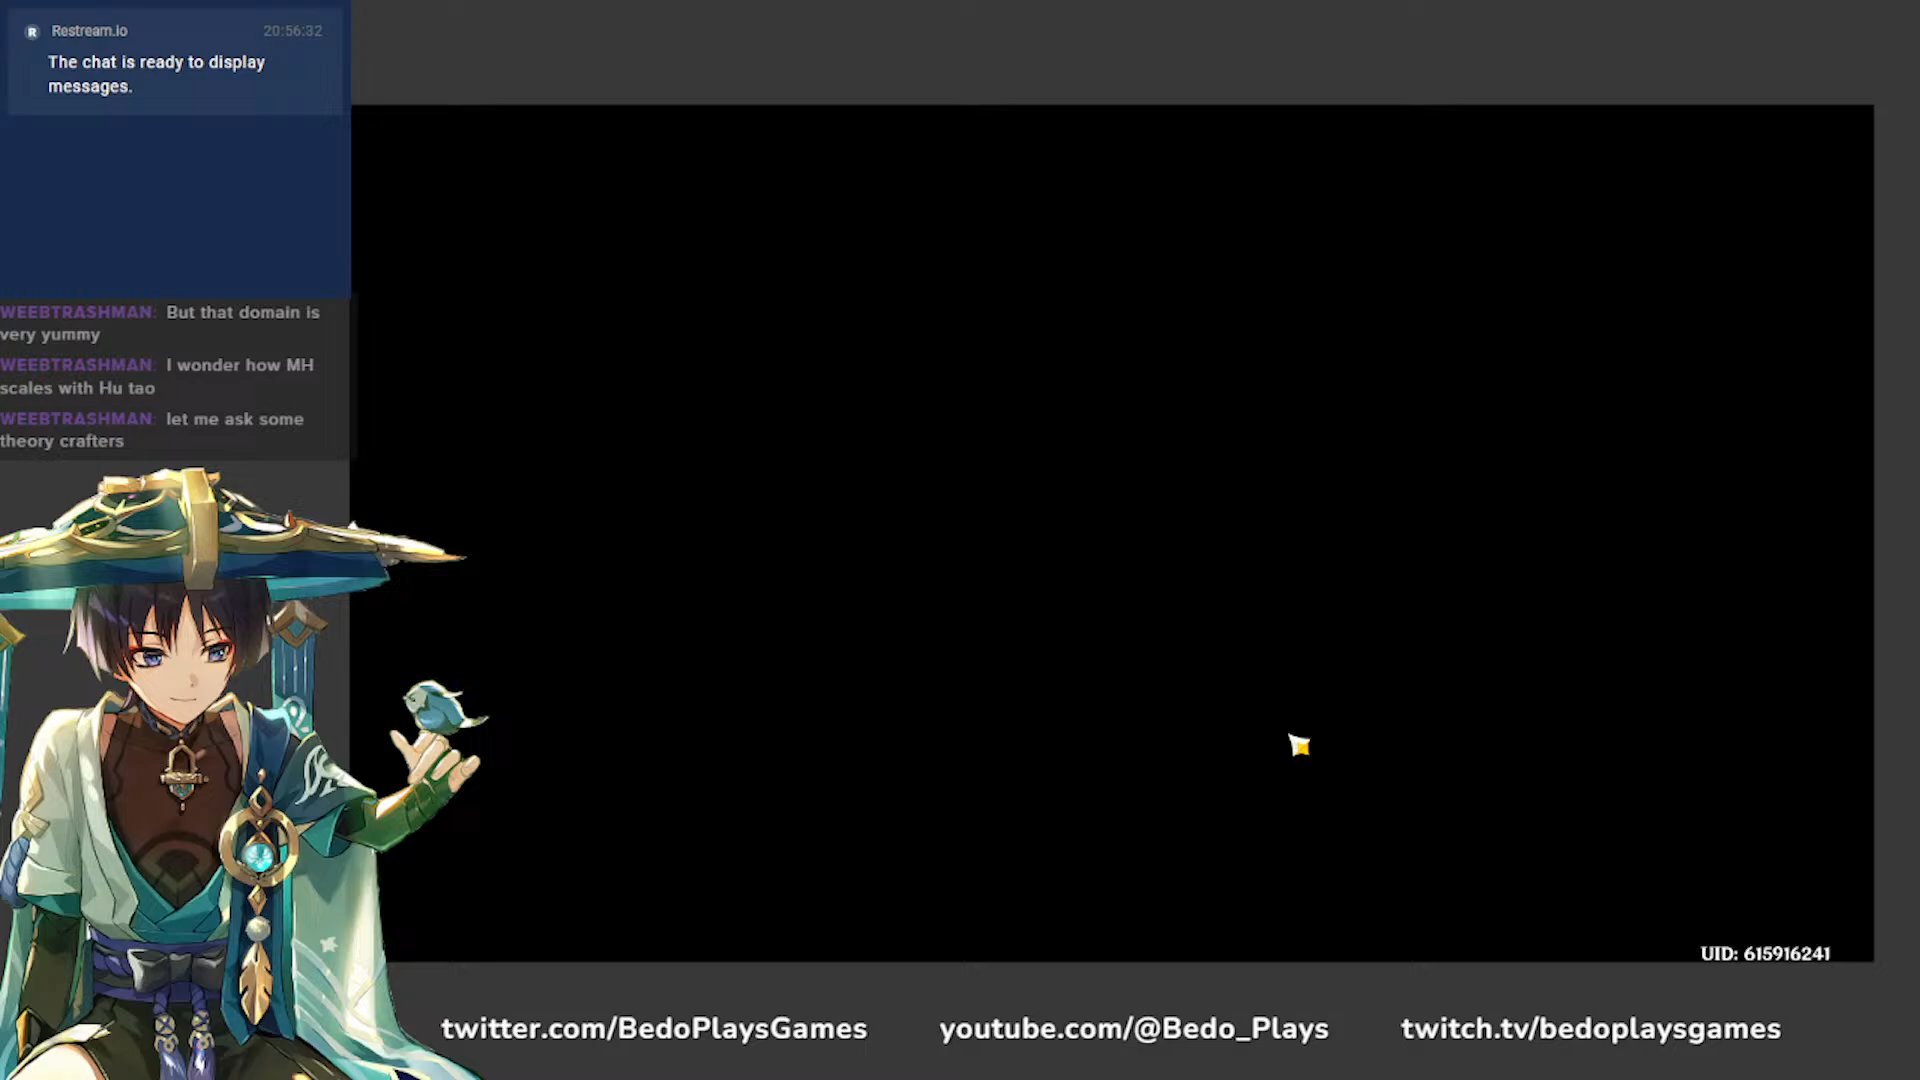 Restream.io 20:56:32
The chat is ready to display
messages.
WEEBTRASHMAN: But that domain is
very yummy
WEEBTRASHMAN: I wonder how MH
scales with Hu tao
WEEBTRASHMAN: let me ask some
theory crafters
UID: 615916241
twitter.com/BedoPlaysGames youtube.com/@Bedo_Plays twitch.tv/bedoplaysgames